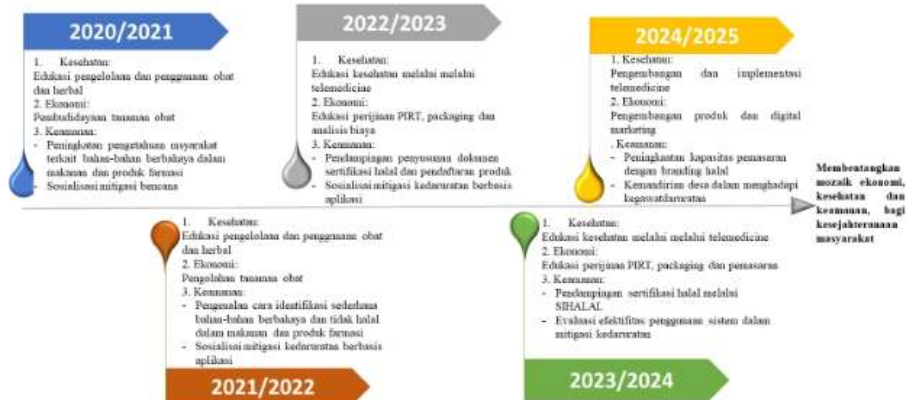 2020/2021
1. Kesehatan:
Edukasi pengelolaan dan penggunaan obat
dan herbal
2. Ekonomi:
Pembudidayaan tanaman obat
3. Keamanan:
- Peningkatan pengetahuan masyarakat
terkait bahan-bahan berbahaya dalam
makanan dan produk farmasi
- Sosialisasi mitigasi bencana
2021/2022
1. Kesehatan:
Edukasi pengelolaan dan penggunaan obat
dan herbal
2. Ekonomi:
Pengolahan tanaman obat
3. Keamanan:
- Pengenalan cara identifikasi sederhana
bahan-bahan berbahaya dan tidak halal
dalam makanan dan produk farmasi
- Sosialisai mitigasi kedaruratan berbasis
aplikasi
2022/2023
1. Kesehatan:
Edukasi kesehatan melalui melalui
telemedicine
2. Ekonomi:
Edukasi perijinan PIRT, packaging dan
analisis biaya
3. Keamanan:
- Pendampingan penyusunan dokumen
sertifikasi halal dan pendaftaran produk
- Sosialisai mitigasi kedaruratan berbasis
aplikasi
2023/2024
1. Kesehatan:
Edukasi kesehatan melalui melalui telemedicine
2. Ekonomi:
Edukasi perijinan PIRT, packaging dan pemasaran
3. Keamanan:
- Pendampingan sertifikasi halal melalui
SIHALAL
- Evaluasi efektifitas penggunaan sistem dalam
mitigasi kedaruratan
2024/2025
1. Kesehatan:
Pengembangan dan implementasi
telemedicine
2. Ekonomi:
Pengembangan produk dan digital
marketing
. Keamanan:
- Peningkatan kapasitas pemasaran
dengan branding halal
- Kemandirian desa dalam menghadapi
kegawatdaruratan
Membentangkan
mozaik ekonomi,
kesehatan dan
keamanan, bagi
kesejahteranaan
masyarakat